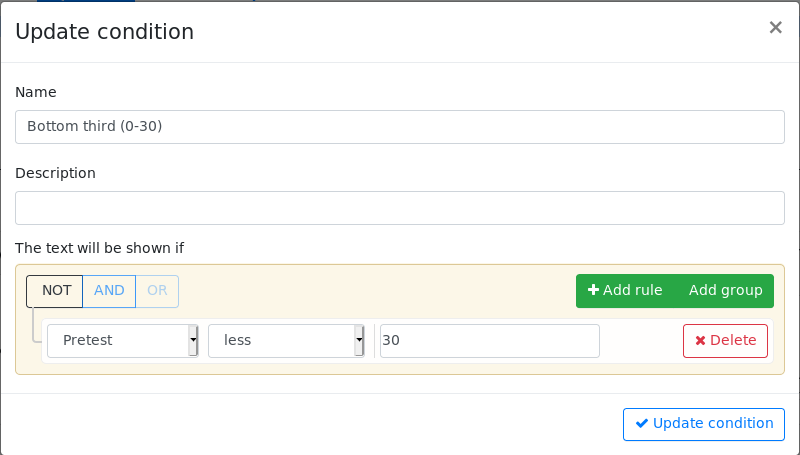 Update condition ×
Name
Bottom third (0-30)
Description
The text will be shown if
NOT AND OR Add rule Add group
Pretest less 30 Delete
Update condition